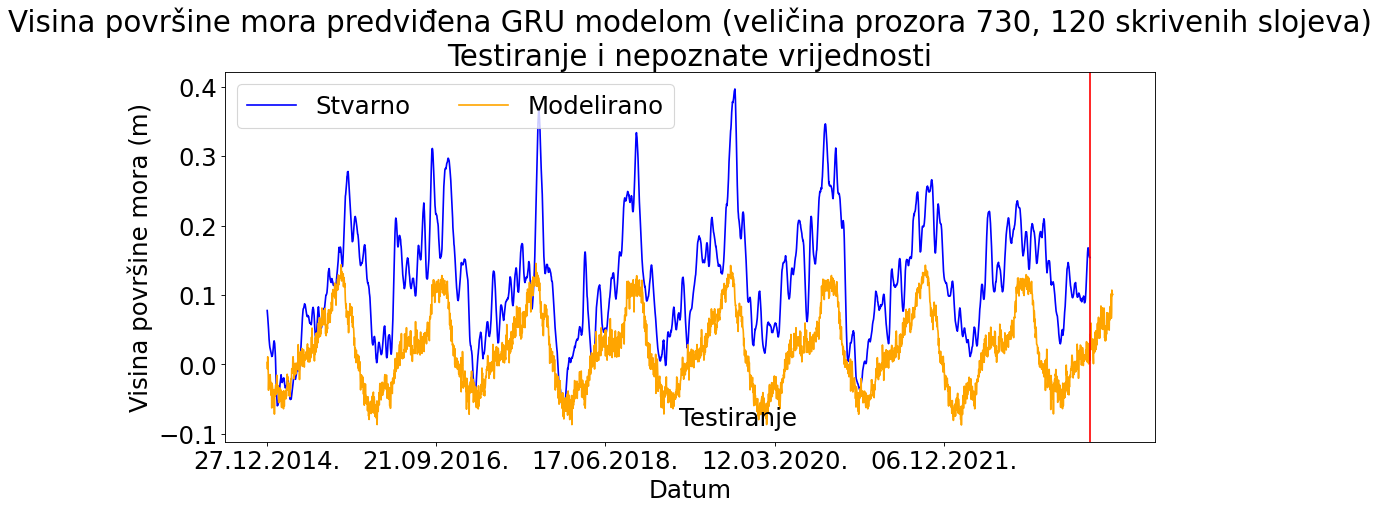 Visina površine mora predviđena GRU modelom (veličina prozora 730, 120 skrivenih slojeva)
Testiranje i nepoznate vrijednosti
Stvarno Modelirano
Visina površine mora (m)
0.4
0.3
0.2
0.1
0.0
−0.1
Testiranje
27.12.2014. 21.09.2016. 17.06.2018. 12.03.2020. 06.12.2021.
Datum